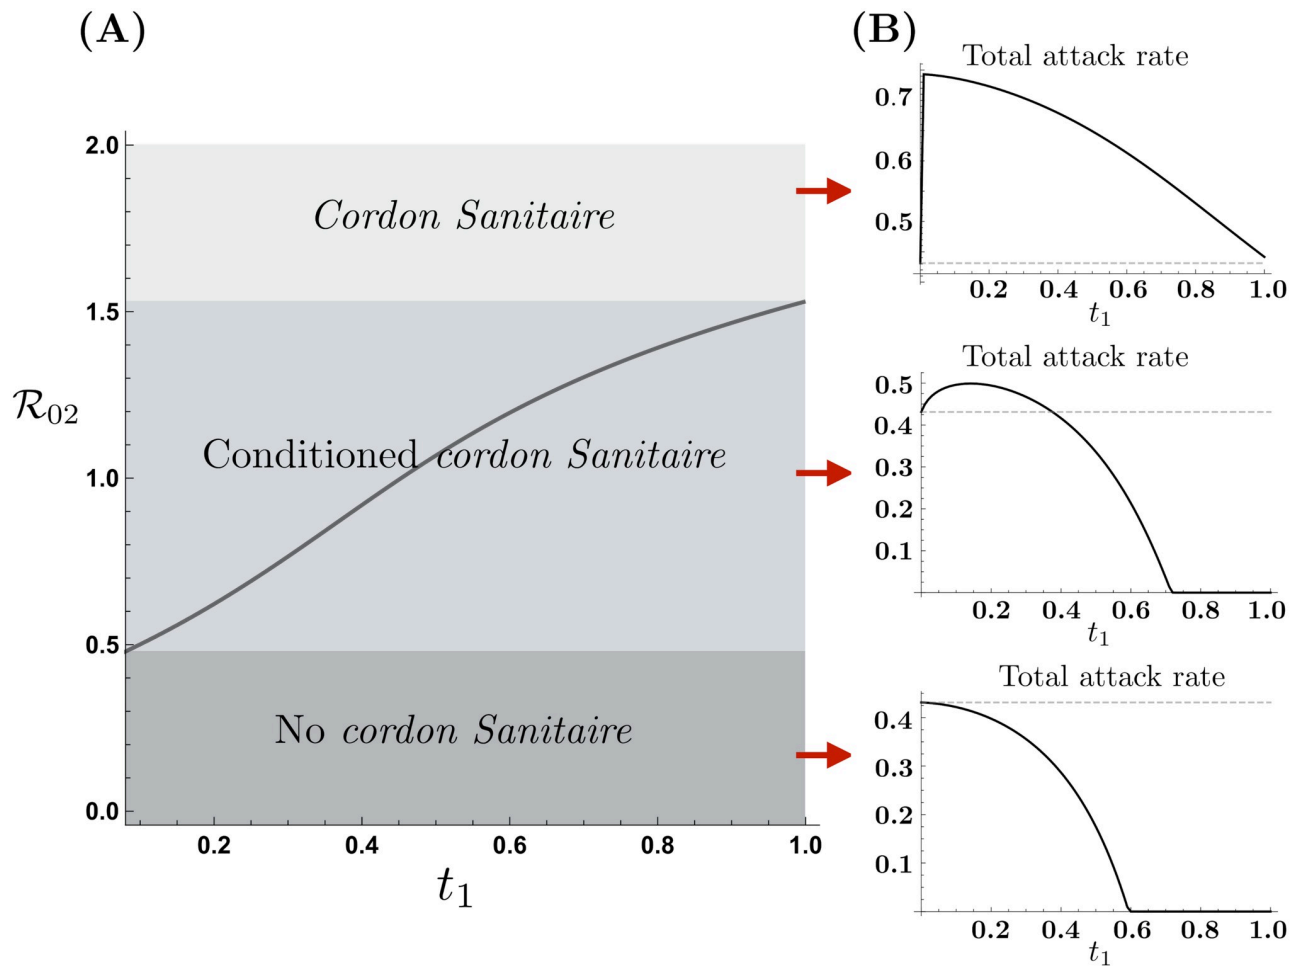 (A)
2.0
1.5
1.0
0.5
0.0
R₀₂
Cordon Sanitaire
Conditioned cordon Sanitaire
No cordon Sanitaire
0.2 0.4 0.6 0.8 1.0
t₁
(B)
Total attack rate
0.7
0.6
0.5
0.2 0.4 0.6 0.8 1.0
t₁
Total attack rate
0.5
0.4
0.3
0.2
0.1
0.2 0.4 0.6 0.8 1.0
t₁
Total attack rate
0.4
0.3
0.2
0.1
0.2 0.4 0.6 0.8 1.0
t₁